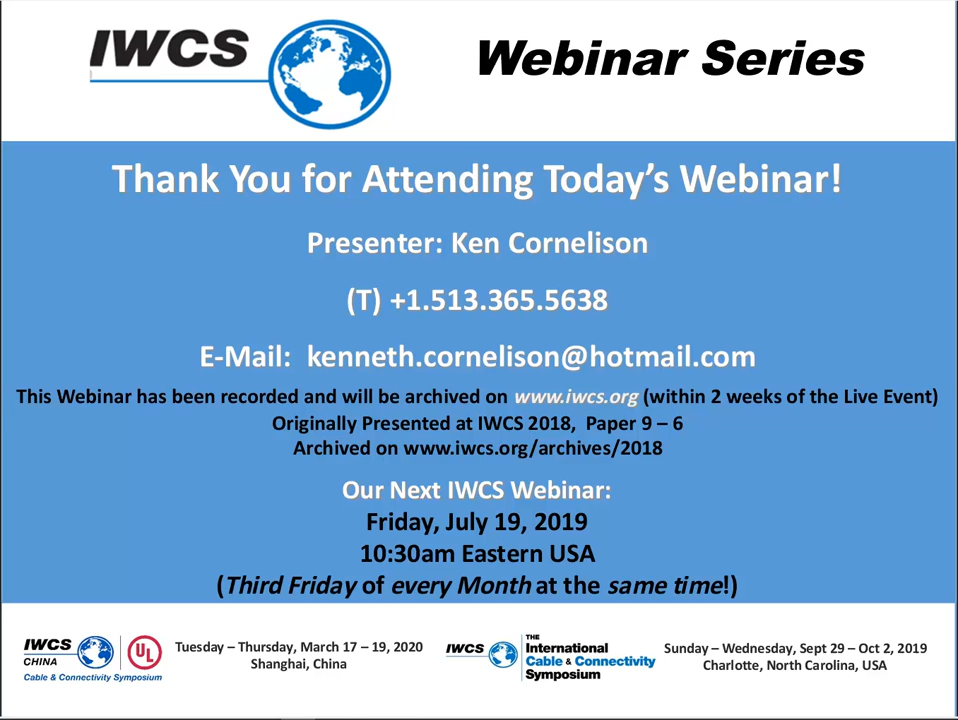 IWCS
Webinar Series
Thank You for Attending Today's Webinar!
Presenter: Ken Cornelison
(T) +1.513.365.5638
E-Mail: kenneth.cornelison@hotmail.com
This Webinar has been recorded and will be archived on www.iwcs.org (within 2 weeks of the Live Event)
Originally Presented at IWCS 2018, Paper 9 – 6
Archived on www.iwcs.org/archives/2018
Our Next IWCS Webinar:
Friday, July 19, 2019
10:30am Eastern USA
(Third Friday of every Month at the same time!)
IWCS
CHINA
UL
Cable & Connectivity Symposium
Tuesday – Thursday, March 17 – 19, 2020
Shanghai, China
IWCS
THE
International
Cable & Connectivity
Symposium
Sunday – Wednesday, Sept 29 – Oct 2, 2019
Charlotte, North Carolina, USA